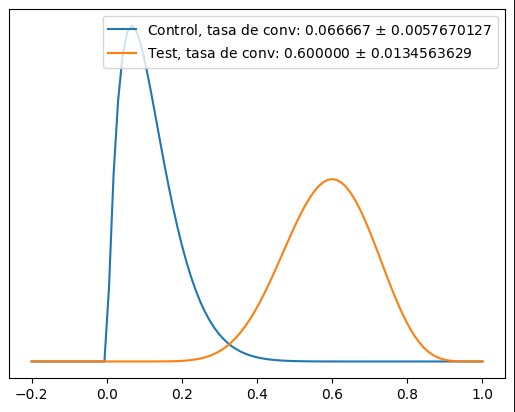 Control, tasa de conv: 0.066667 ± 0.0057670127
Test, tasa de conv: 0.600000 ± 0.0134563629
−0.2 0.0 0.2 0.4 0.6 0.8 1.0